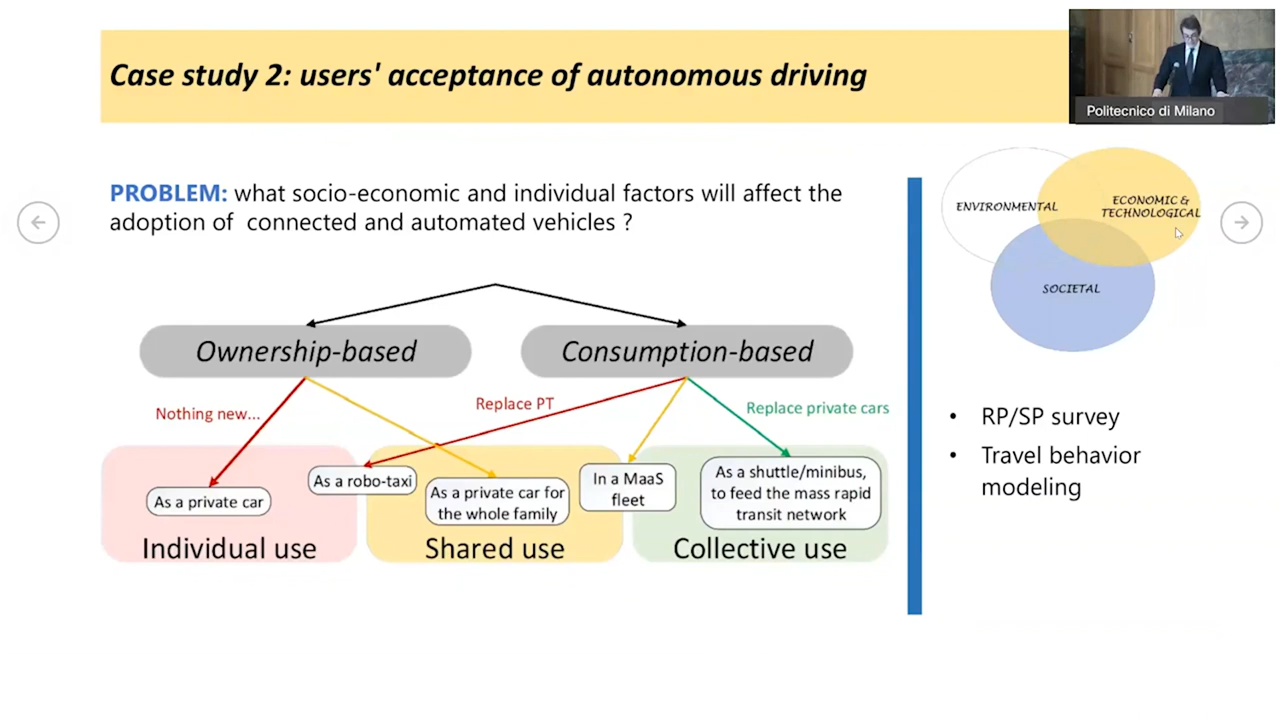 Case study 2: users' acceptance of autonomous driving
Politecnico di Milano
PROBLEM: what socio-economic and individual factors will affect the
adoption of connected and automated vehicles ?
Ownership-based
Consumption-based
Nothing new...
Replace PT
Replace private cars
As a private car
As a robo-taxi
As a private car for
the whole family
In a MaaS
fleet
As a shuttle/minibus,
to feed the mass rapid
transit network
Individual use
Shared use
Collective use
ENVIRONMENTAL
ECONOMIC &
TECHNOLOGICAL
SOCIETAL
• RP/SP survey
• Travel behavior
modeling